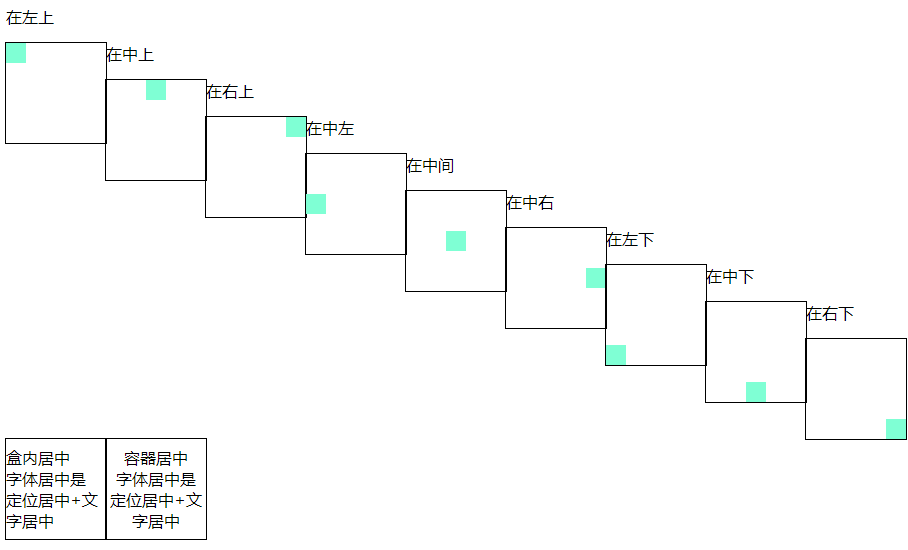 在左上
在中上
在右上
在中左
在中间
在中右
在左下
在中下
在右下
盒内居中
字体居中是
定位居中+文
字居中
容器居中
字体居中是
定位居中+文
字居中